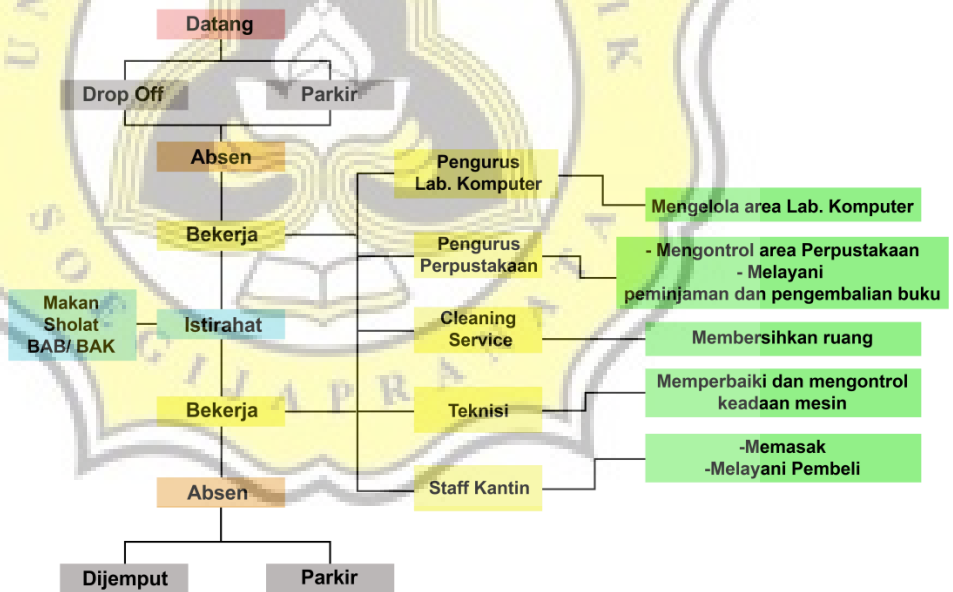 Datang
Drop Off
Parkir
Absen
Bekerja
Makan
Sholat
BAB/ BAK
Istirahat
Bekerja
Absen
Dijemput
Parkir
Pengurus
Lab. Komputer
Mengelola area Lab. Komputer
Pengurus
Perpustakaan
- Mengontrol area Perpustakaan
- Melayani
peminjaman dan pengembalian buku
Cleaning
Service
Membersihkan ruang
Teknisi
Memperbaiki dan mengontrol
keadaan mesin
Staff Kantin
-Memasak
-Melayani Pembeli
SOEGIJAPRANATA